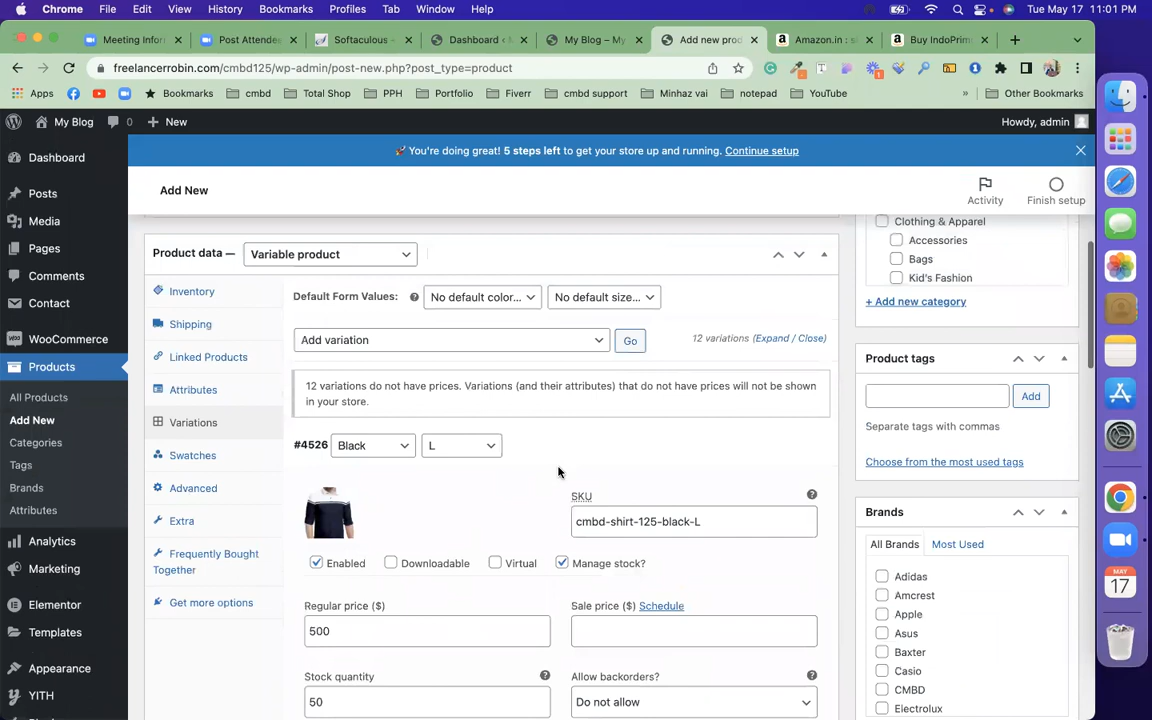 Chrome File Edit View History Bookmarks Profiles Tab Window Help Tue May 17 11:01 PM
Meeting Infor Post Attende Softaculous Dashboard My Blog — My Add new prod Amazon.in : s Buy IndoPrim
freelancerrobin.com/cmbd125/wp-admin/post-new.php?post_type=product
Apps Bookmarks cmbd Total Shop PPH Portfolio Fiverr cmbd support Minhaz vai notepad YouTube » Other Bookmarks
My Blog 0 New Howdy, admin
You're doing great! 5 steps left to get your store up and running. Continue setup
Add New
Activity
Finish setup
Dashboard
Posts
Media
Pages
Comments
Contact
WooCommerce
Products
All Products
Add New
Categories
Tags
Brands
Attributes
Analytics
Marketing
Elementor
Templates
Appearance
YITH
Product data — Variable product
Inventory
Shipping
Linked Products
Attributes
Variations
Swatches
Advanced
Extra
Frequently Bought
Together
Get more options
Default Form Values: ? No default color... No default size...
Add variation Go 12 variations (Expand / Close)
12 variations do not have prices. Variations (and their attributes) that do not have prices will not be shown
in your store.
#4526 Black L
SKU ?
cmbd-shirt-125-black-L
Enabled Downloadable Virtual Manage stock?
Regular price ($) Sale price ($) Schedule
500
Stock quantity ? Allow backorders? ?
50 Do not allow
Clothing & Apparel
Accessories
Bags
Kid's Fashion
+ Add new category
Product tags
Add
Separate tags with commas
Choose from the most used tags
Brands
All Brands Most Used
Adidas
Amcrest
Apple
Asus
Baxter
Casio
CMBD
Electrolux
MAY
17